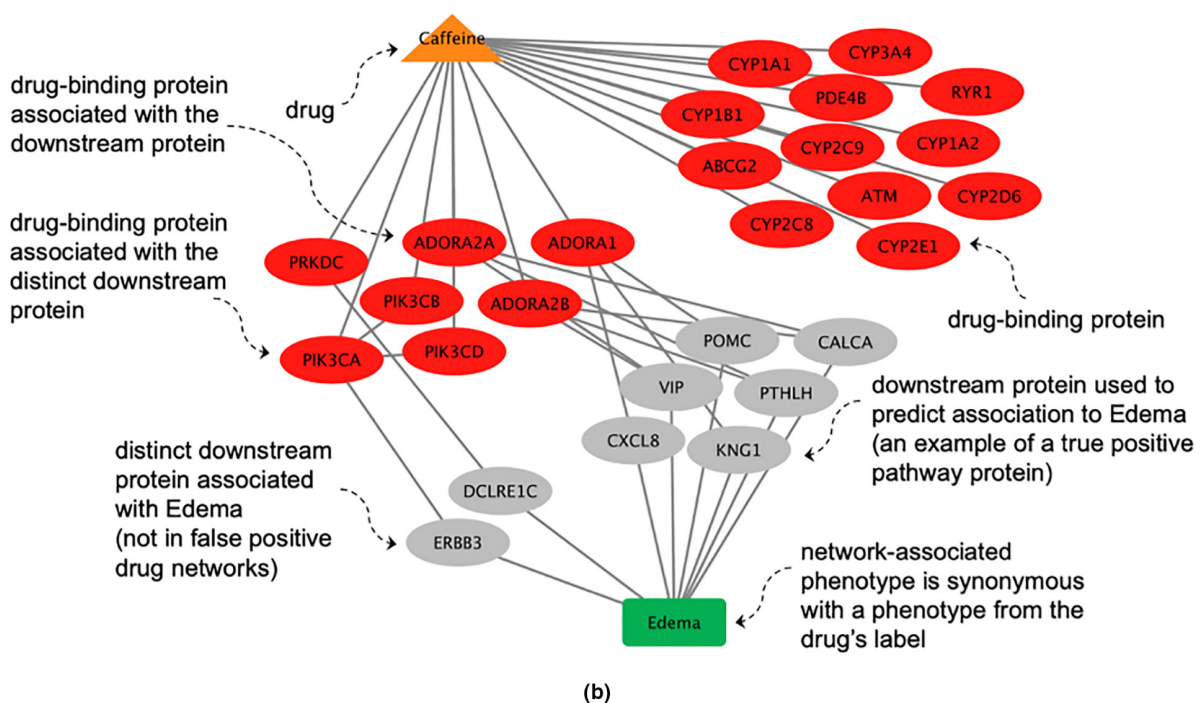 Caffeine
CYP3A4
CYP1A1
drug-binding protein
associated with the
downstream protein
drug
PDE4B
RYR1
CYP1B1
CYP1A2
CYP2C9
ABCG2
ATM
CYP2D6
CYP2C8
CYP2E1
drug-binding protein
drug-binding protein
associated with the
distinct downstream
protein
PRKDC
ADORA2A
ADORA1
PIK3CB
ADORA2B
PIK3CA
PIK3CD
POMC
CALCA
VIP
PTHLH
CXCL8
KNG1
downstream protein used to
predict association to Edema
(an example of a true positive
pathway protein)
distinct downstream
protein associated
with Edema
(not in false positive
drug networks)
DCLRE1C
ERBB3
Edema
network-associated
phenotype is synonymous
with a phenotype from the
drug's label
(b)